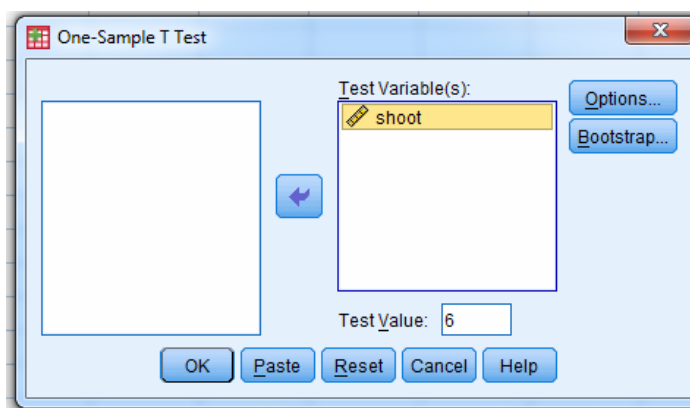 One-Sample T Test
Test Variable(s):
shoot
Options...
Bootstrap...
Test Value: 6
OK Paste Reset Cancel Help